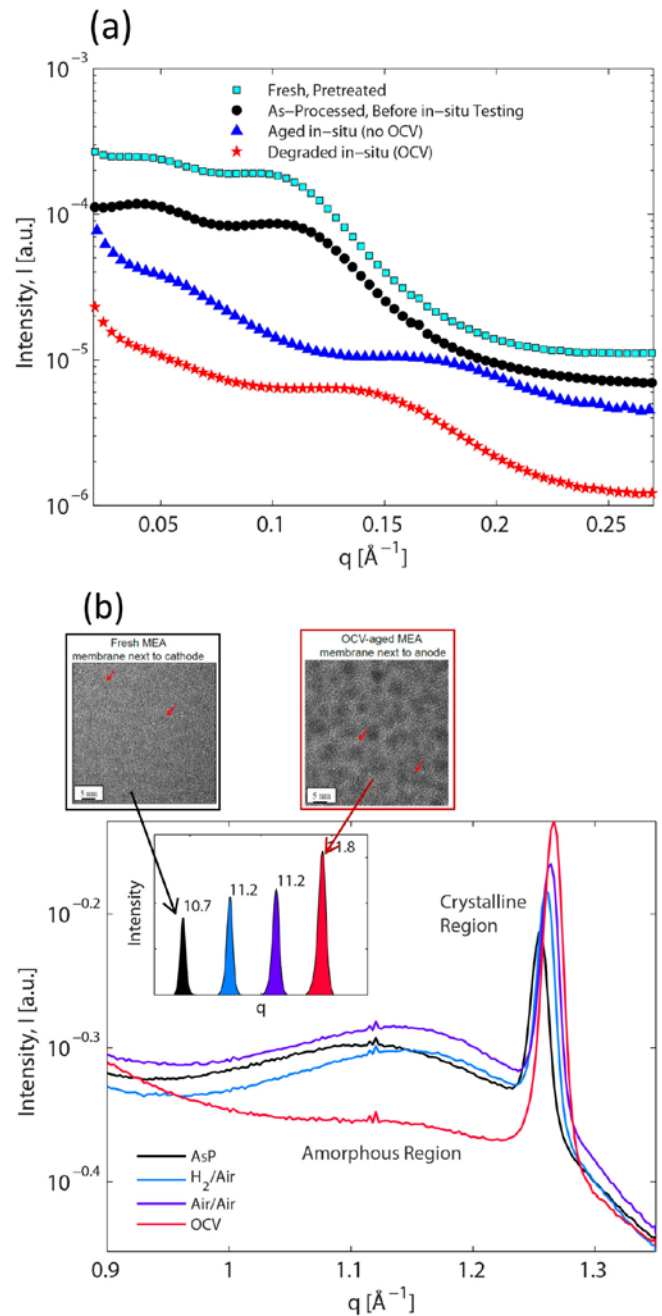 (a)
10⁻³
Fresh, Pretreated
As−Processed, Before in−situ Testing
Aged in−situ (no OCV)
Degraded in−situ (OCV)
10⁻⁴
Intensity, I [a.u.]
10⁻⁵
10⁻⁶
0.05 0.1 0.15 0.2 0.25
q [Å⁻¹]
(b)
Fresh MEA
membrane next to cathode
OCV-aged MEA
membrane next to anode
5 nm
5 nm
Intensity
10.7
11.2
11.2
q
Crystalline
Region
10⁻⁰·²
10⁻⁰·³
Intensity, I [a.u.]
10⁻⁰·⁴
Amorphous Region
AsP
H₂/Air
Air/Air
OCV
0.9 1 1.1 1.2 1.3
q [Å⁻¹]